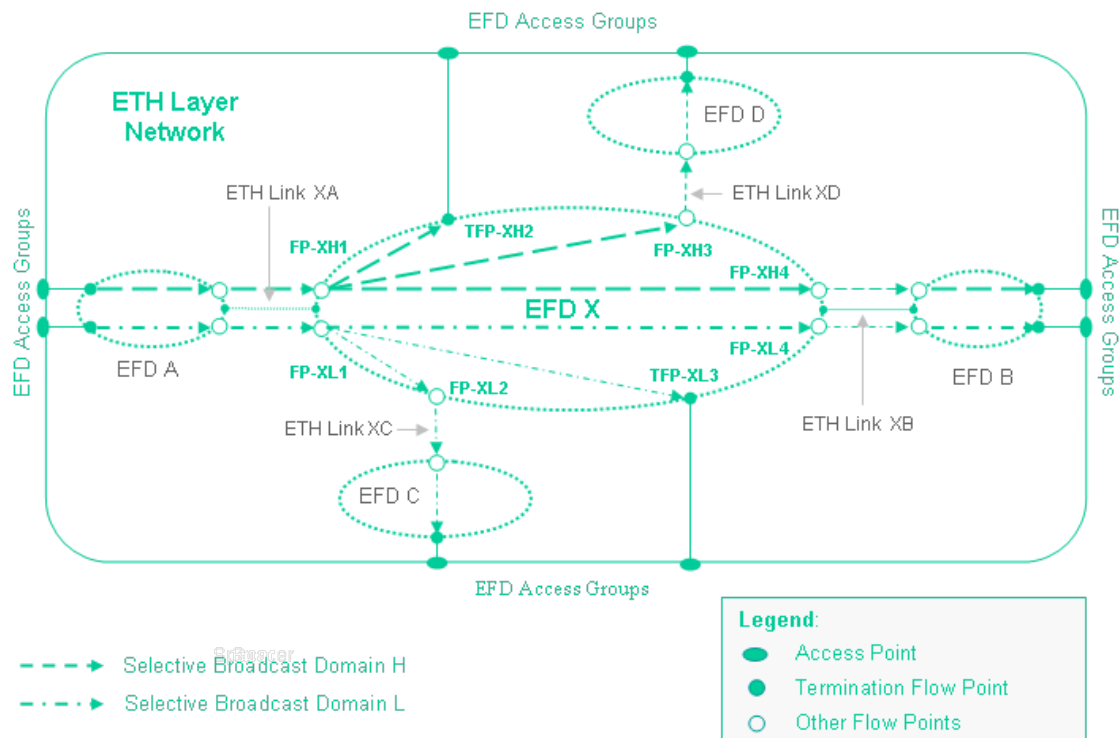 EFD Access Groups
ETH Layer
Network
EFD D
ETH Link XA
ETH Link XD
EFD Access Groups
FP-XH1
TFP-XH2
FP-XH3
FP-XH4
EFD Access Groups
EFD X
EFD A
FP-XL1
FP-XL2
TFP-XL3
FP-XL4
EFD B
ETH Link XC
ETH Link XB
EFD C
EFD Access Groups
Selective Broadcast Domain H
Selective Broadcast Domain L
Legend:
Access Point
Termination Flow Point
Other Flow Points